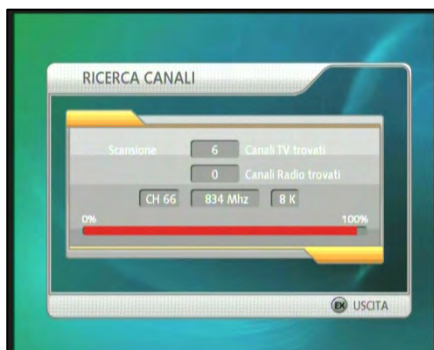 RICERCA CANALI
Scansione 6 Canali TV trovati
0 Canali Radio trovati
CH 66 834 Mhz 8 K
0% 100%
EX USCITA